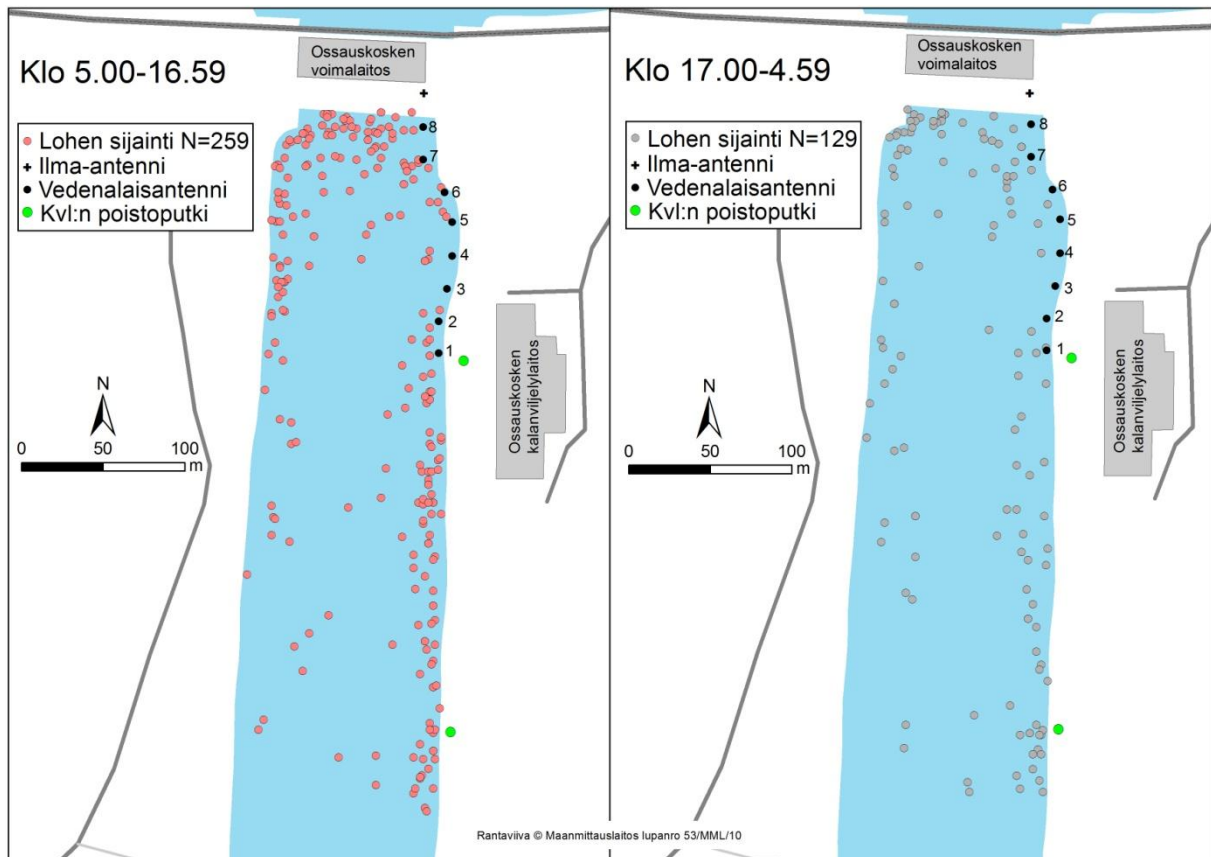 Ossauskosken
voimalaitos
Klo 5.00-16.59
Lohen sijainti N=259
Ilma-antenni
Vedenalaisantenni
Kvl:n poistoputki
8
7
6
5
4
3
2
1
N
0 50 100
m
Ossauskosken
kalanviljelylaitos
Ossauskosken
voimalaitos
Klo 17.00-4.59
Lohen sijainti N=129
Ilma-antenni
Vedenalaisantenni
Kvl:n poistoputki
8
7
6
5
4
3
2
1
N
0 50 100
m
Ossauskosken
kalanviljelylaitos
Rantaviiva © Maanmittauslaitos lupanro 53/MML/10